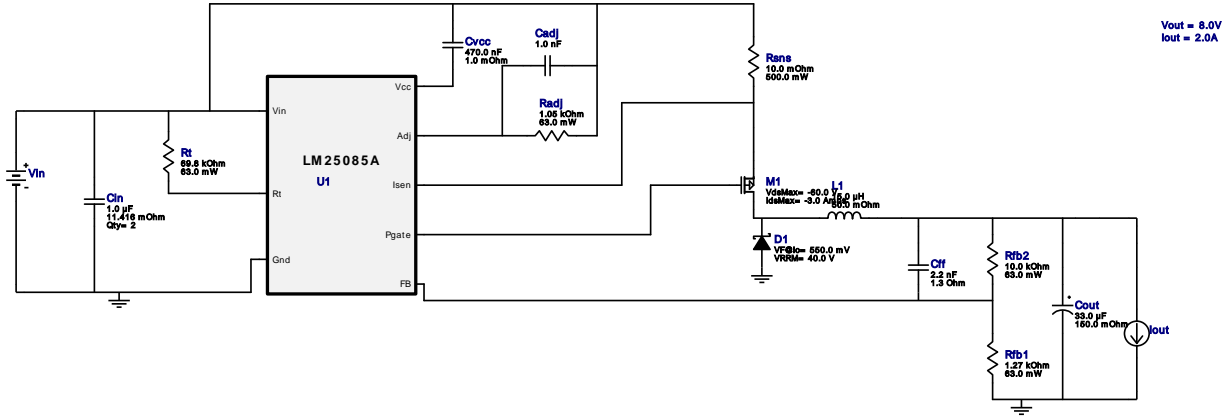 Vout = 8.0V
Iout = 2.0A
Cvcc
470.0 nF
1.0 mOhm
Cadj
1.0 nF
Rsns
10.0 mOhm
500.0 mW
Vcc
Radj
1.05 kOhm
63.0 mW
Vin
Adj
Rt
69.8 kOhm
63.0 mW
LM25085A
U1
Vin
Cin
1.0 µF
11.416 mOhm
Qty= 2
Rt
Isen
M1
VdsMax= -60.0 V
IdsMax= -3.0 Amps
L1
15.0 µH
50.0 mOhm
Pgate
D1
VF@Io= 550.0 mV
VRRM= 40.0 V
Gnd
FB
Cff
2.2 nF
1.3 Ohm
Rfb2
10.0 kOhm
63.0 mW
Cout
33.0 µF
150.0 mOhm
Iout
Rfb1
1.27 kOhm
63.0 mW